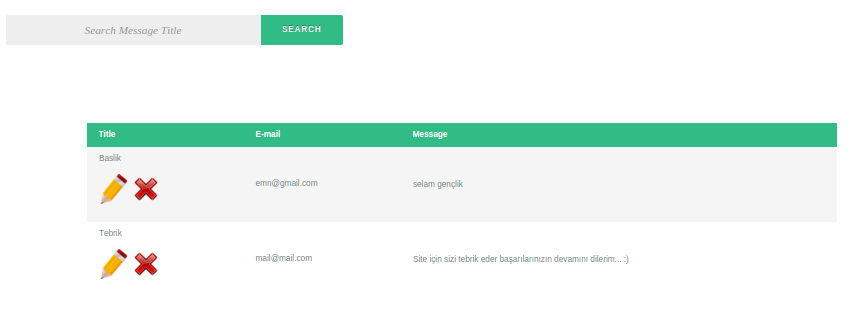 Search Message Title SEARCH
Title E-mail Message
Baslik
emn@gmail.com selam gençlik
Tebrik
mail@mail.com Site için sizi tebrik eder başarılarınızın devamını dilerim... :)